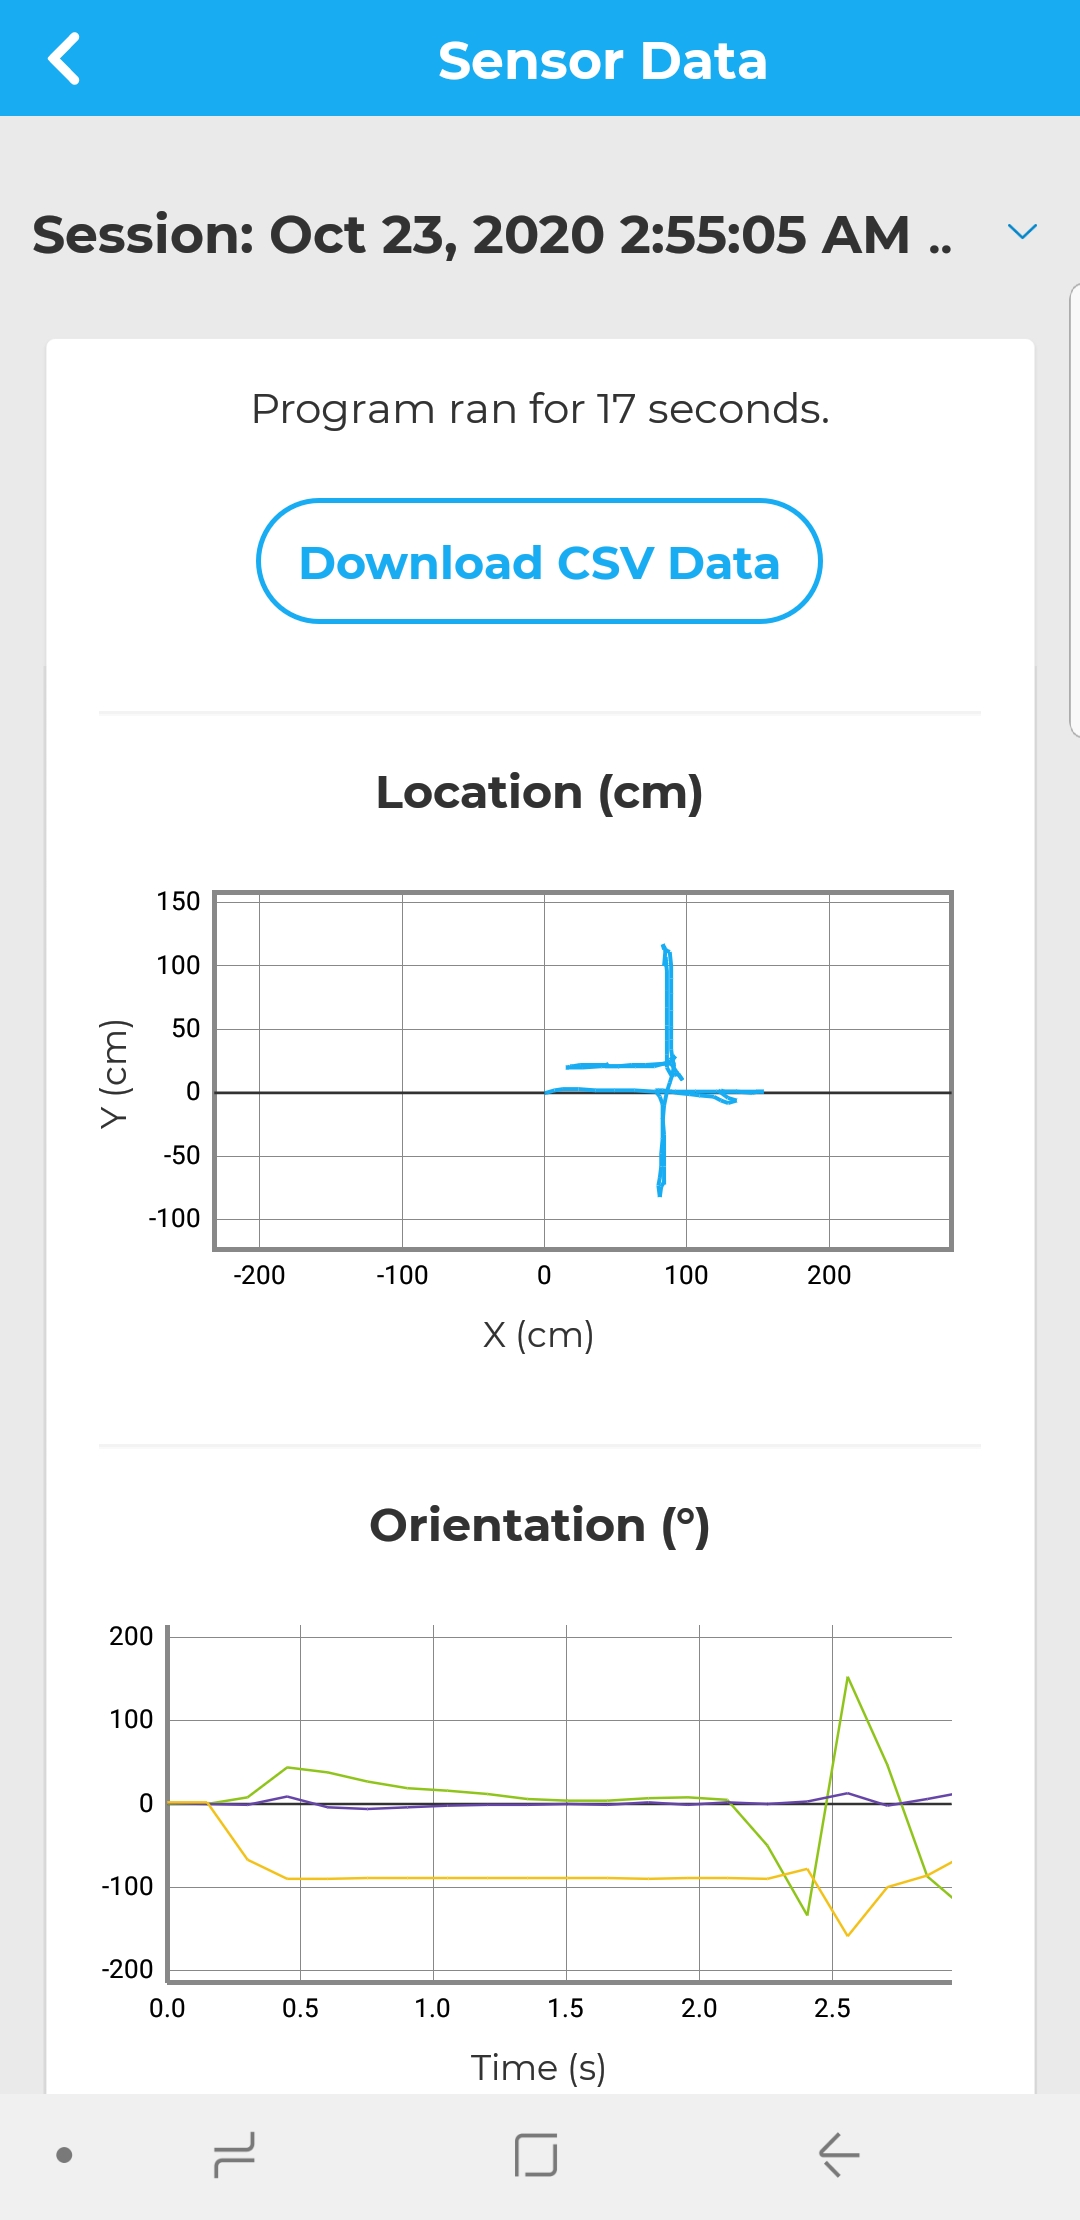 Sensor Data
Session: Oct 23, 2020 2:55:05 AM ..
Program ran for 17 seconds.
Download CSV Data
Location (cm)
150
100
50
0
-50
-100
Y (cm)
-200 -100 0 100 200
X (cm)
Orientation (º)
200
100
0
-100
-200
0.0 0.5 1.0 1.5 2.0 2.5
Time (s)